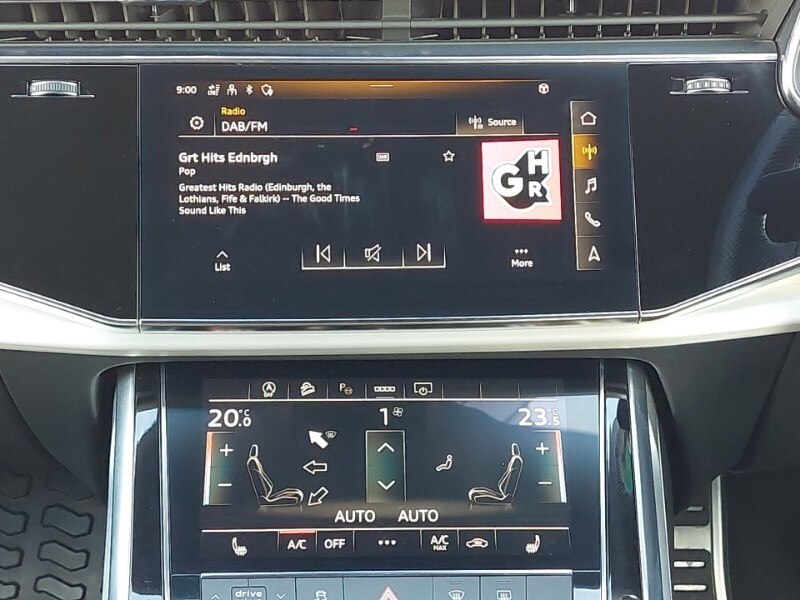 9:00
Radio
DAB/FM
Source
Grt Hits Ednbrgh
Pop
Greatest Hits Radio (Edinburgh, the
Lothians, Fife & Falkirk) -- The Good Times
Sound Like This
GHR
List
More
20.0°C
1
23.5°C
AUTO AUTO
A/C
OFF
A/C
MAX
drive